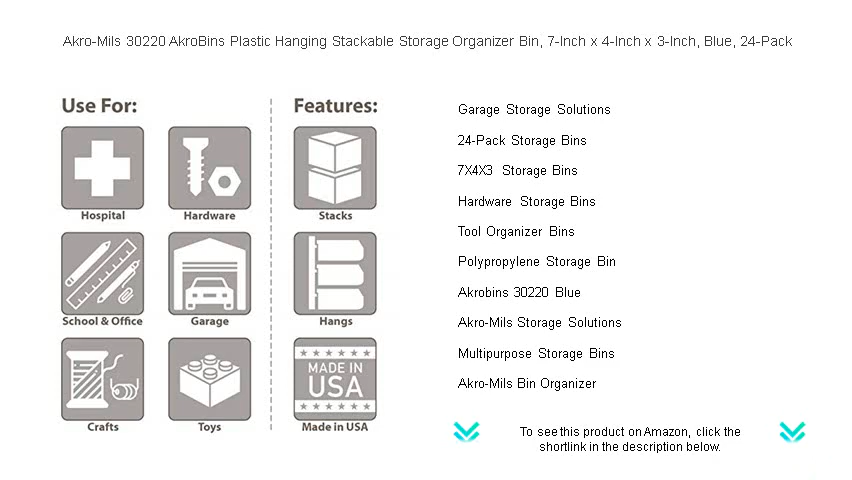 Akro-Mils 30220 AkroBins Plastic Hanging Stackable Storage Organizer Bin, 7-Inch x 4-Inch x 3-Inch, Blue, 24-Pack
Use For:
Hospital
Hardware
School & Office
Garage
Crafts
Toys
Features:
Stacks
Hangs
MADE IN
USA
Made in USA
Garage Storage Solutions
24-Pack Storage Bins
7X4X3 Storage Bins
Hardware Storage Bins
Tool Organizer Bins
Polypropylene Storage Bin
Akrobins 30220 Blue
Akro-Mils Storage Solutions
Multipurpose Storage Bins
Akro-Mils Bin Organizer
To see this product on Amazon, click the
shortlink in the description below.